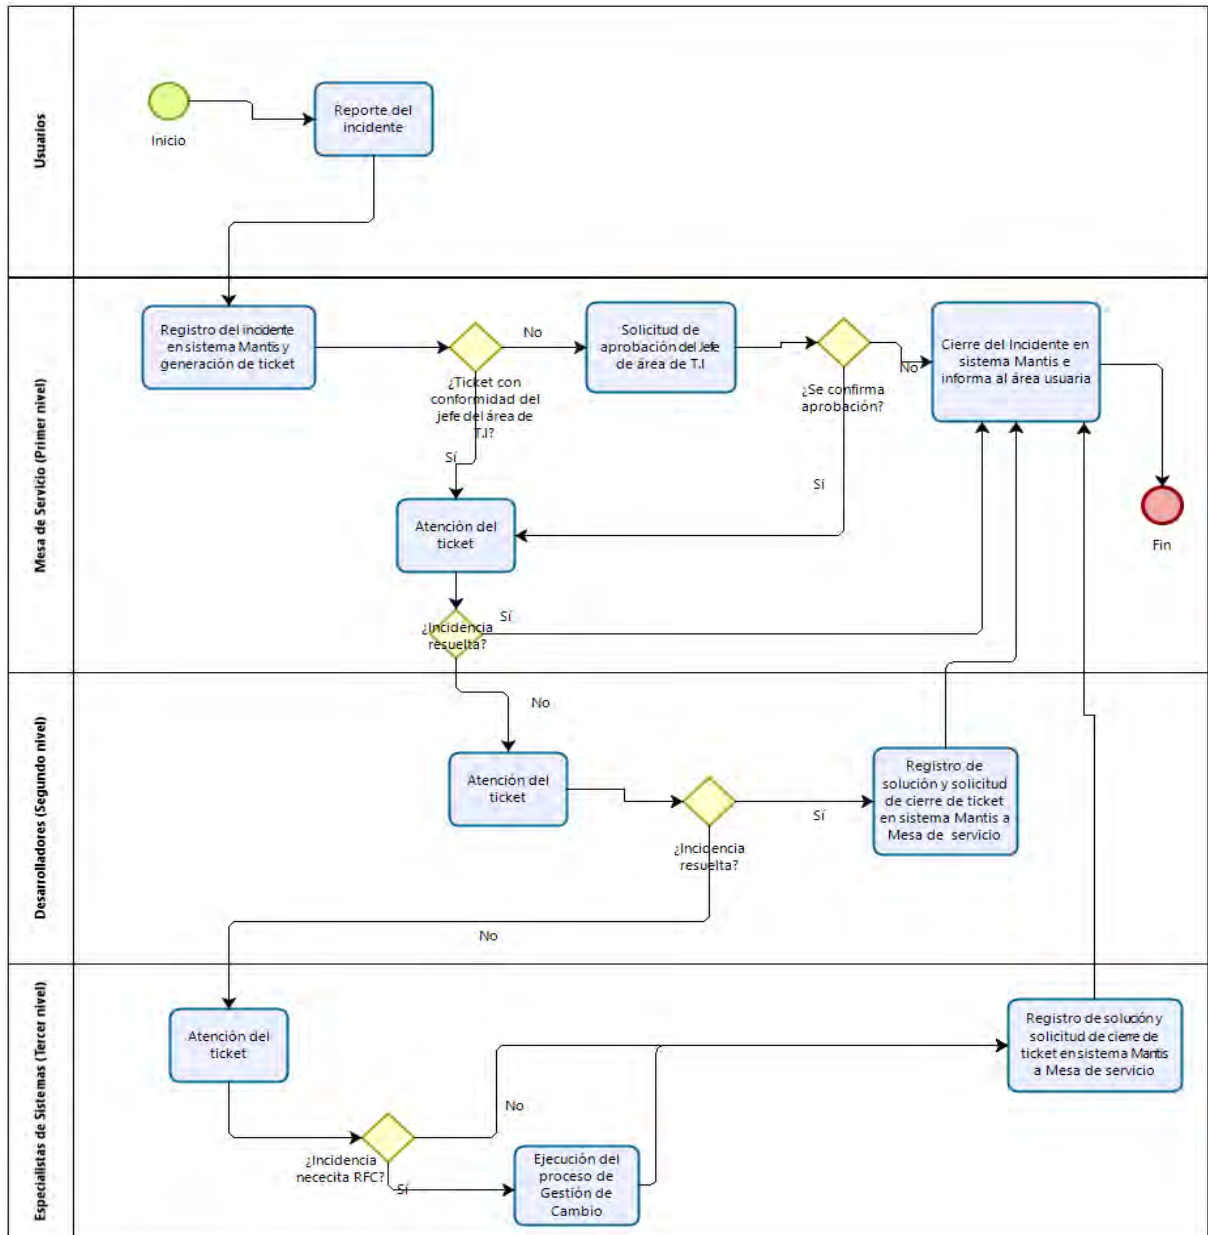 Usuarios
Inicio
Reporte del
incidente
Mesa de Servicio (Primer nivel)
Registro del incidente
en sistema Mantis y
generación de ticket
¿Ticket con
conformidad del
jefe del área de
T.I?
No
Sí
Solicitud de
aprobación del Jefe
de área de T.I
¿Se confirma
aprobación?
No
Sí
Cierre del Incidente en
sistema Mantis e
informa al área usuaria
Fin
Atención del
ticket
¿Incidencia
resuelta?
Sí
No
Desarrolladores (Segundo nivel)
Atención del
ticket
¿Incidencia
resuelta?
Sí
No
Registro de
solución y solicitud
de cierre de ticket
en sistema Mantis a
Mesa de servicio
Especialistas de Sistemas (Tercer nivel)
Atención del
ticket
¿Incidencia
nececita RFC?
No
Sí
Ejecución del
proceso de
Gestión de
Cambio
Registro de solución y
solicitud de cierre de
ticket en sistema Mantis
a Mesa de servicio